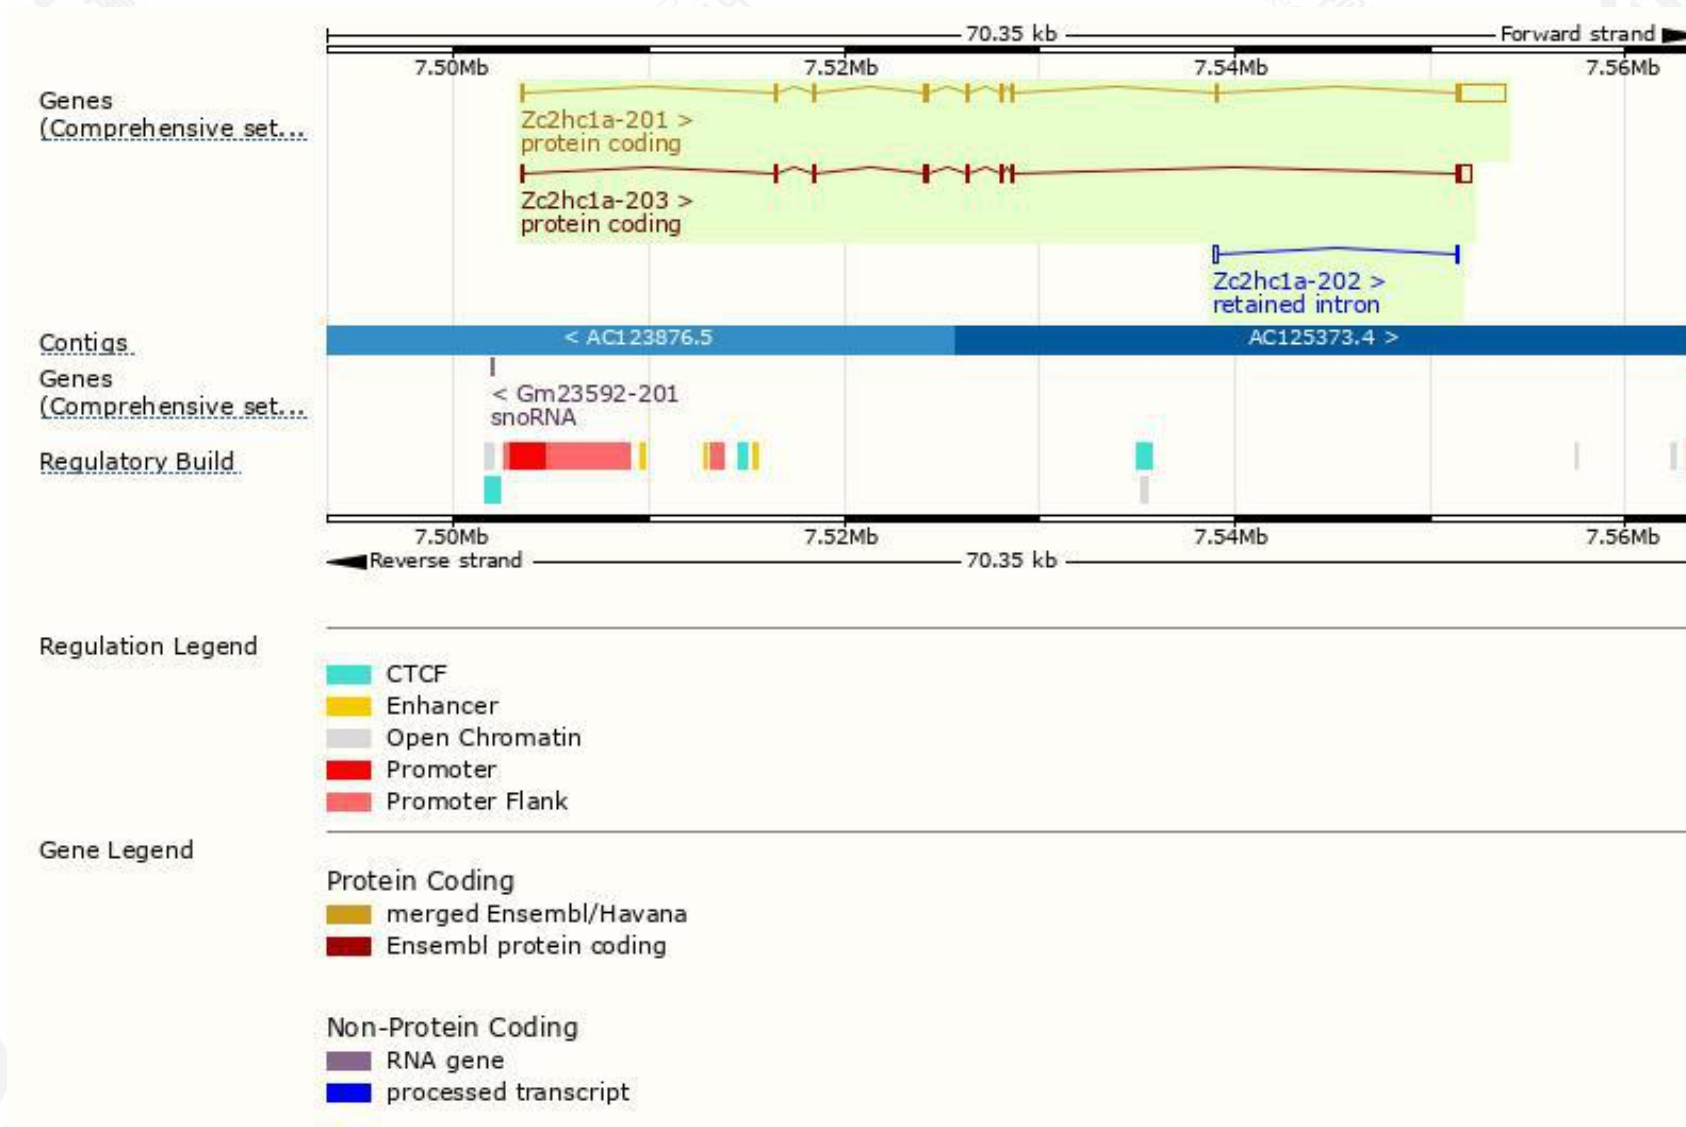 70.35 kb Forward strand
7.50Mb 7.52Mb 7.54Mb 7.56Mb
Genes
(Comprehensive set...
Zc2hc1a-201 >
protein coding
Zc2hc1a-203 >
protein coding
Zc2hc1a-202 >
retained intron
Contigs
< AC123876.5 AC125373.4 >
Genes
(Comprehensive set...
< Gm23592-201
snoRNA
Regulatory Build
7.50Mb 7.52Mb 7.54Mb 7.56Mb
Reverse strand 70.35 kb
Regulation Legend
CTCF
Enhancer
Open Chromatin
Promoter
Promoter Flank
Gene Legend
Protein Coding
merged Ensembl/Havana
Ensembl protein coding
Non-Protein Coding
RNA gene
processed transcript